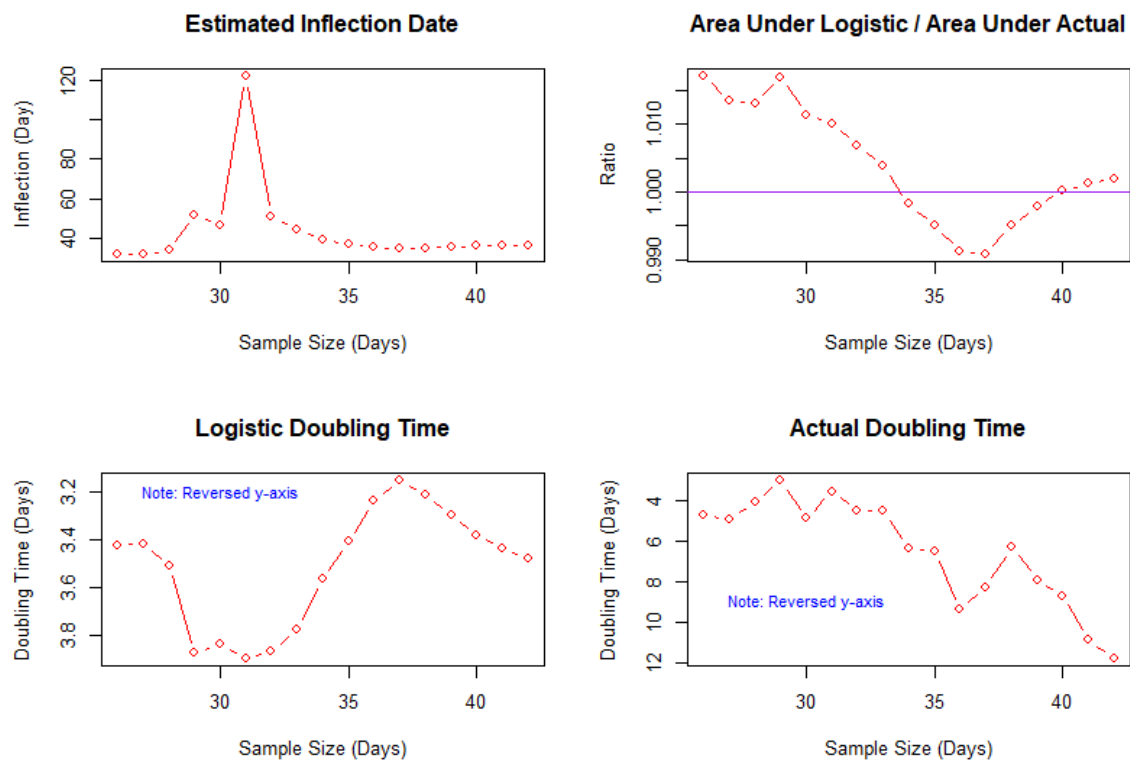 Estimated Inflection Date
Inflection (Day)
120
80
60
40
30
35
40
Sample Size (Days)
Area Under Logistic / Area Under Actual
Ratio
1.010
1.000
0.990
30
35
40
Sample Size (Days)
Logistic Doubling Time
Note: Reversed y-axis
Doubling Time (Days)
3.2
3.4
3.6
3.8
30
35
40
Sample Size (Days)
Actual Doubling Time
Note: Reversed y-axis
Doubling Time (Days)
4
6
8
10
12
30
35
40
Sample Size (Days)